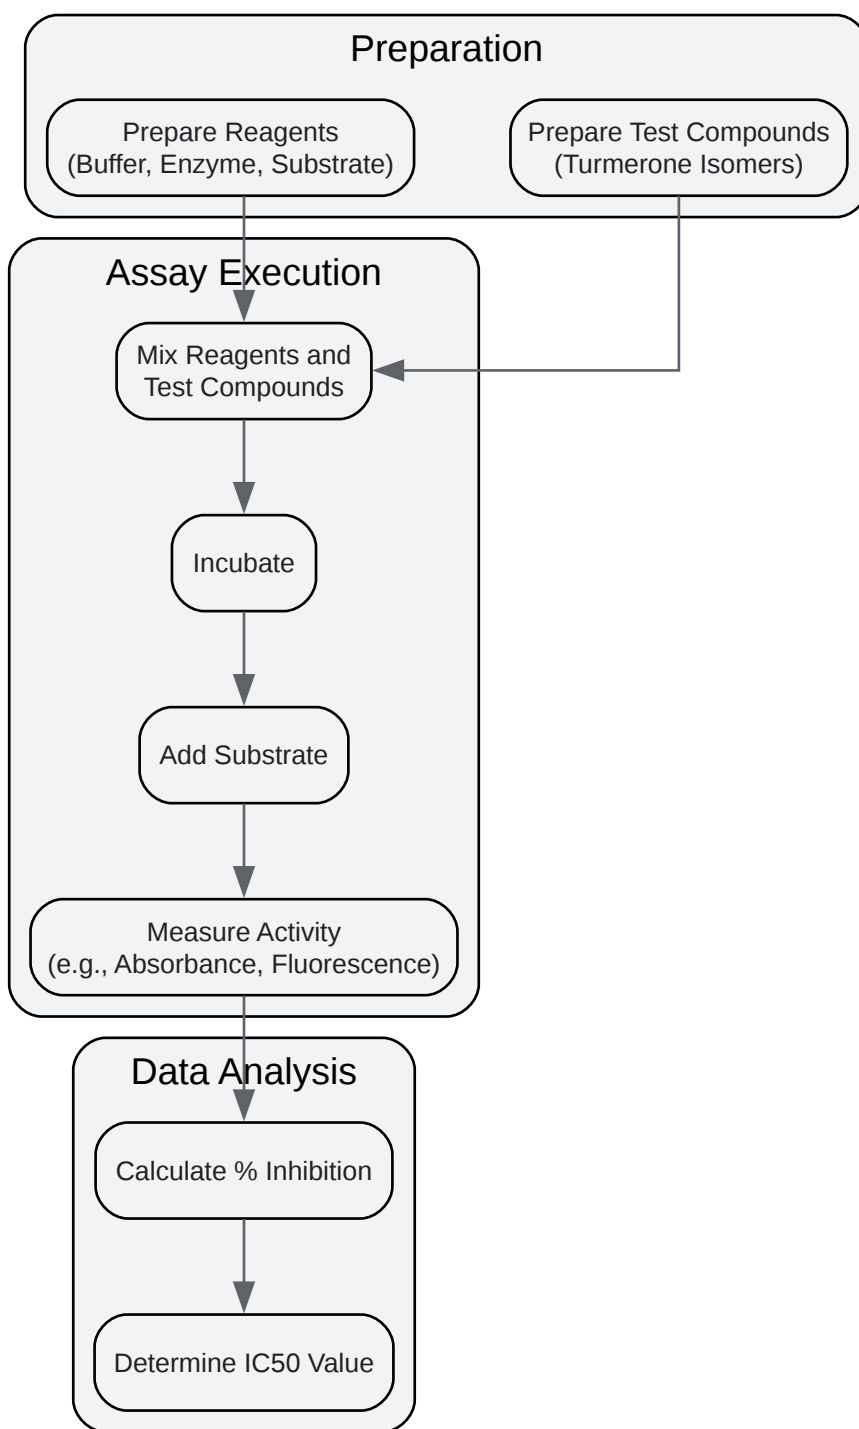 Preparation
Prepare Reagents
(Buffer, Enzyme, Substrate)
Prepare Test Compounds
(Turmerone Isomers)
Assay Execution
Mix Reagents and
Test Compounds
Incubate
Add Substrate
Measure Activity
(e.g., Absorbance, Fluorescence)
Data Analysis
Calculate % Inhibition
Determine IC50 Value